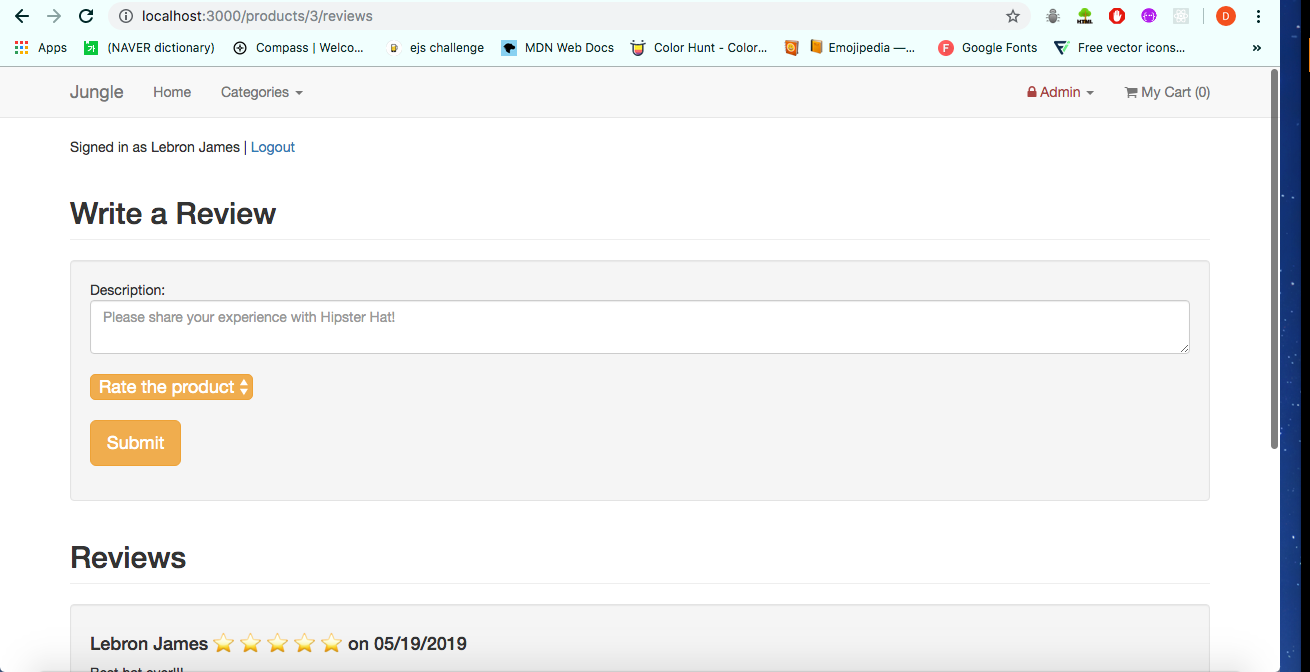 localhost:3000/products/3/reviews
D
Apps (NAVER dictionary) Compass | Welco... ejs challenge MDN Web Docs Color Hunt - Color... Emojipedia —... F Google Fonts Free vector icons... »
Jungle Home Categories Admin My Cart (0)
Signed in as Lebron James | Logout
Write a Review
Description:
Please share your experience with Hipster Hat!
Rate the product
Submit
Reviews
Lebron James ⭐ ⭐ ⭐ ⭐ ⭐ on 05/19/2019
Best hat ever!!!